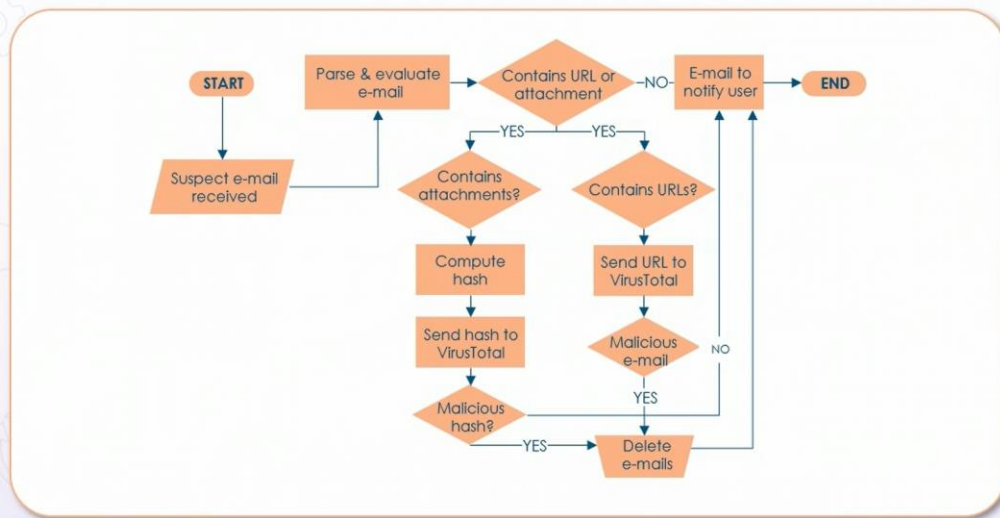 START
Suspect e-mail
received
Parse & evaluate
e-mail
Contains URL or
attachment
NO
E-mail to
notify user
END
YES
YES
Contains
attachments?
Contains URLs?
Compute
hash
Send URL to
VirusTotal
Send hash to
VirusTotal
Malicious
e-mail
NO
YES
Malicious
hash?
YES
Delete
e-mails